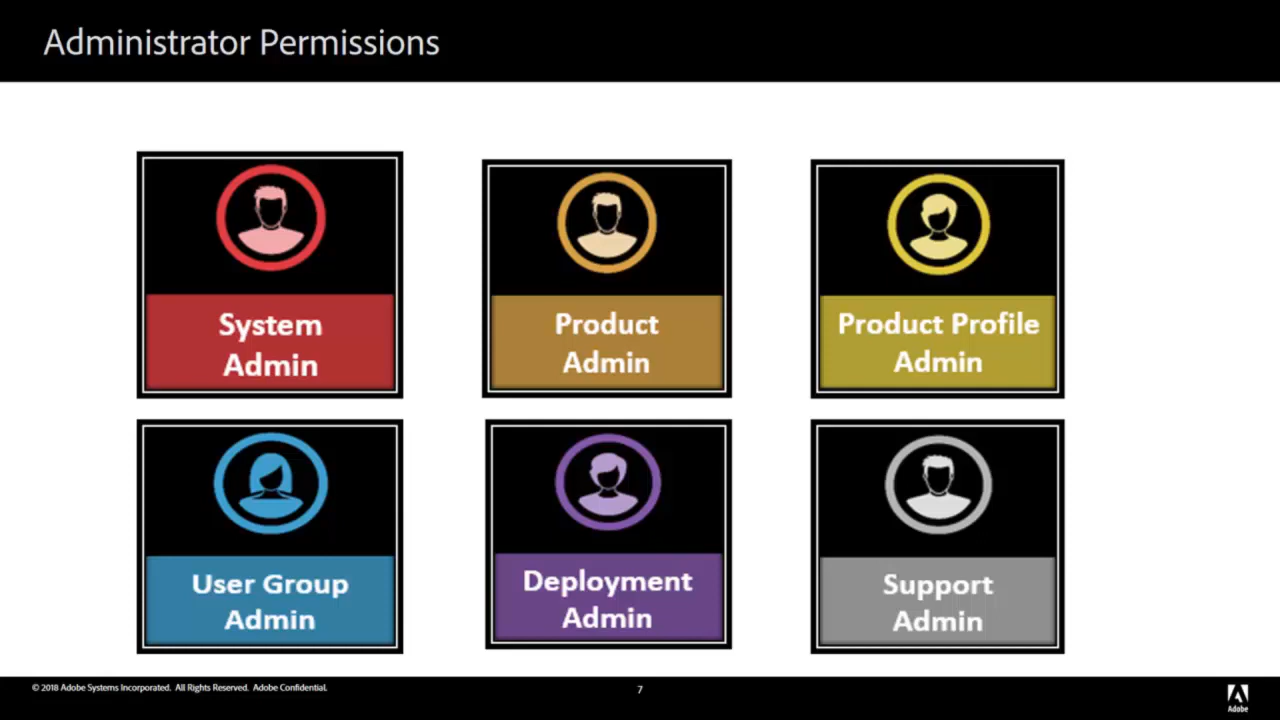 Administrator Permissions
System
Admin
Product
Admin
Product Profile
Admin
User Group
Admin
Deployment
Admin
Support
Admin
© 2018 Adobe Systems Incorporated. All Rights Reserved. Adobe Confidential.
7
Adobe